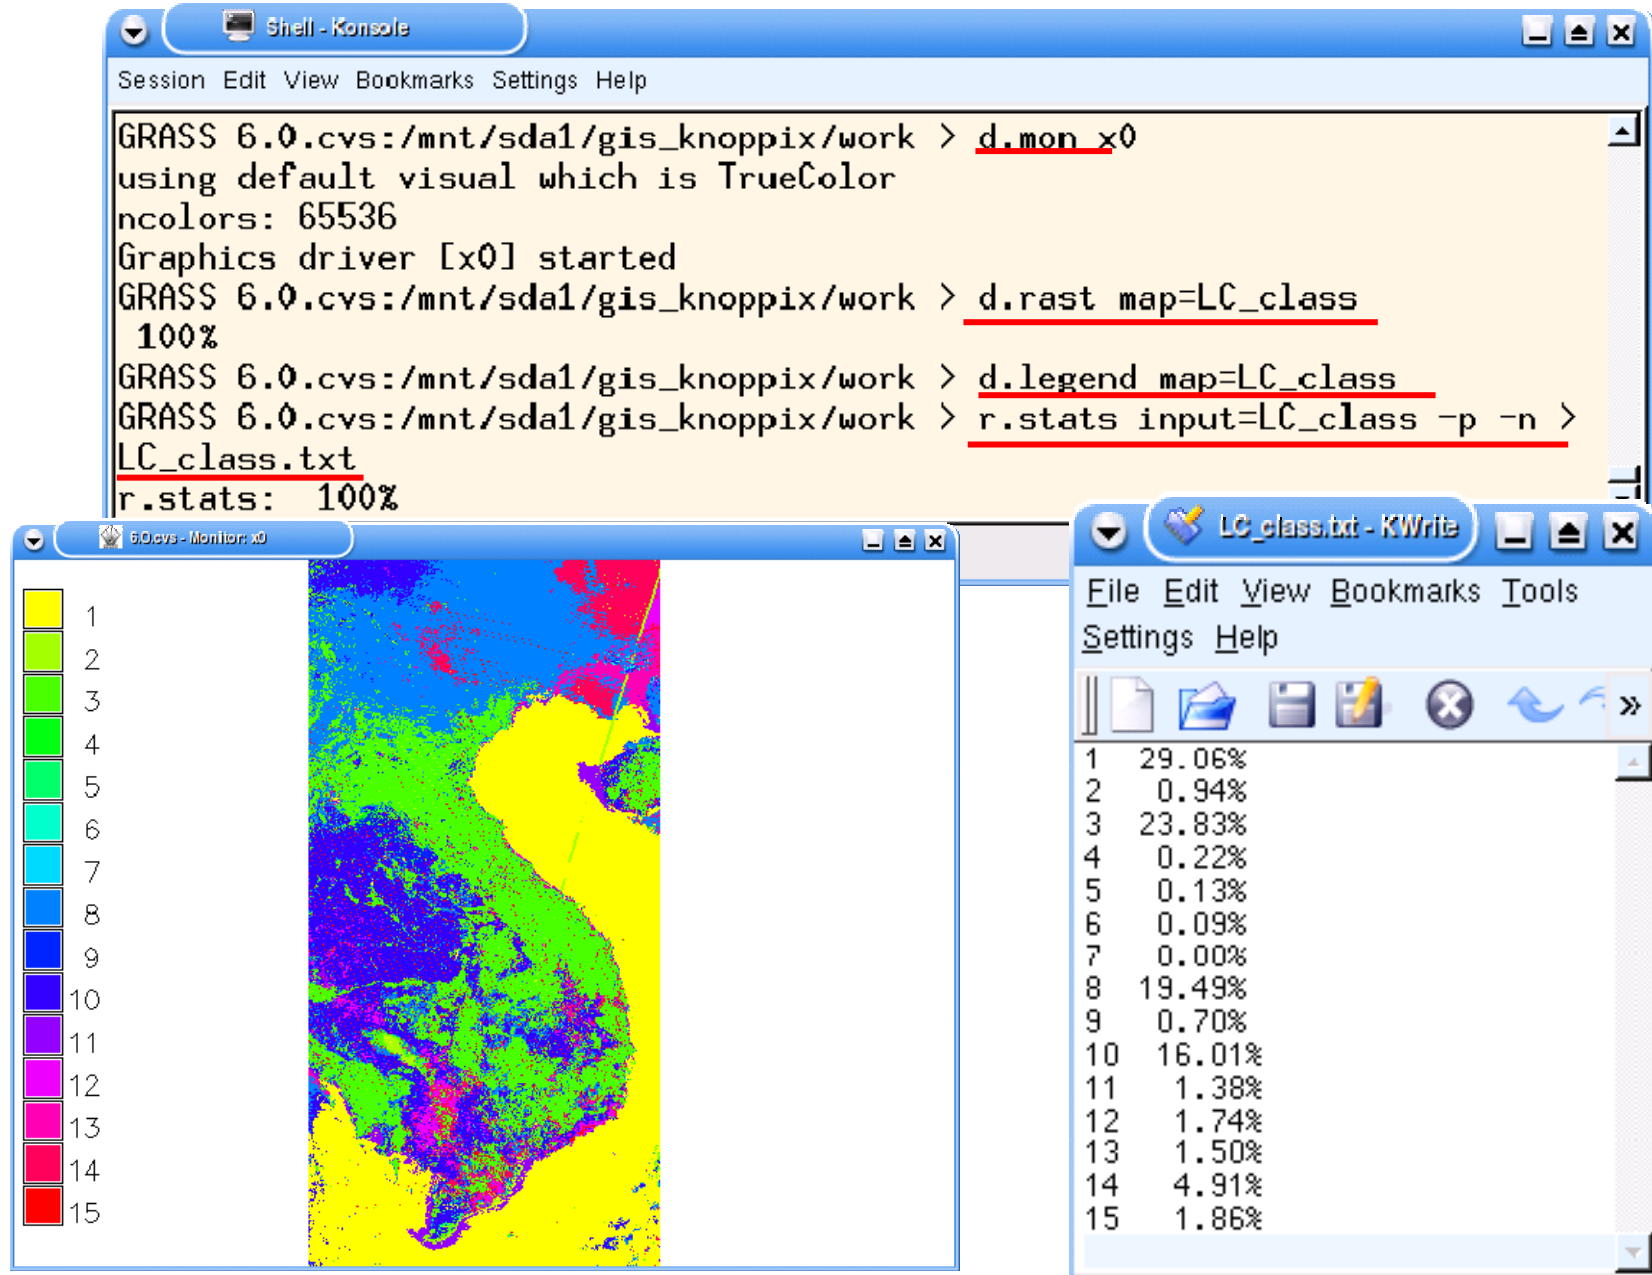 Shell - Konsole
Session Edit View Bookmarks Settings Help
GRASS 6.0.cvs:/mnt/sda1/gis_knoppix/work > d.mon x0
using default visual which is TrueColor
ncolors: 65536
Graphics driver [x0] started
GRASS 6.0.cvs:/mnt/sda1/gis_knoppix/work > d.rast map=LC_class
100%
GRASS 6.0.cvs:/mnt/sda1/gis_knoppix/work > d.legend map=LC_class
GRASS 6.0.cvs:/mnt/sda1/gis_knoppix/work > r.stats input=LC_class -p -n >
LC_class.txt
r.stats: 100%
6.0.cvs - Monitor: x0
1
2
3
4
5
6
7
8
9
10
11
12
13
14
15
LC_class.txt - KWrite
File Edit View Bookmarks Tools
Settings Help
»
1 29.06%
2 0.94%
3 23.83%
4 0.22%
5 0.13%
6 0.09%
7 0.00%
8 19.49%
9 0.70%
10 16.01%
11 1.38%
12 1.74%
13 1.50%
14 4.91%
15 1.86%